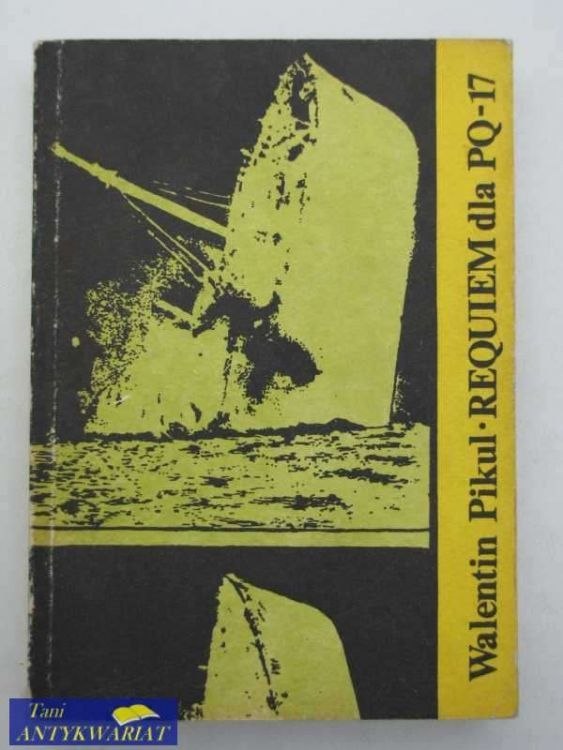 Walentin Pikul · REQUIEM dla PQ-17
Tani
ANTYKWARIAT